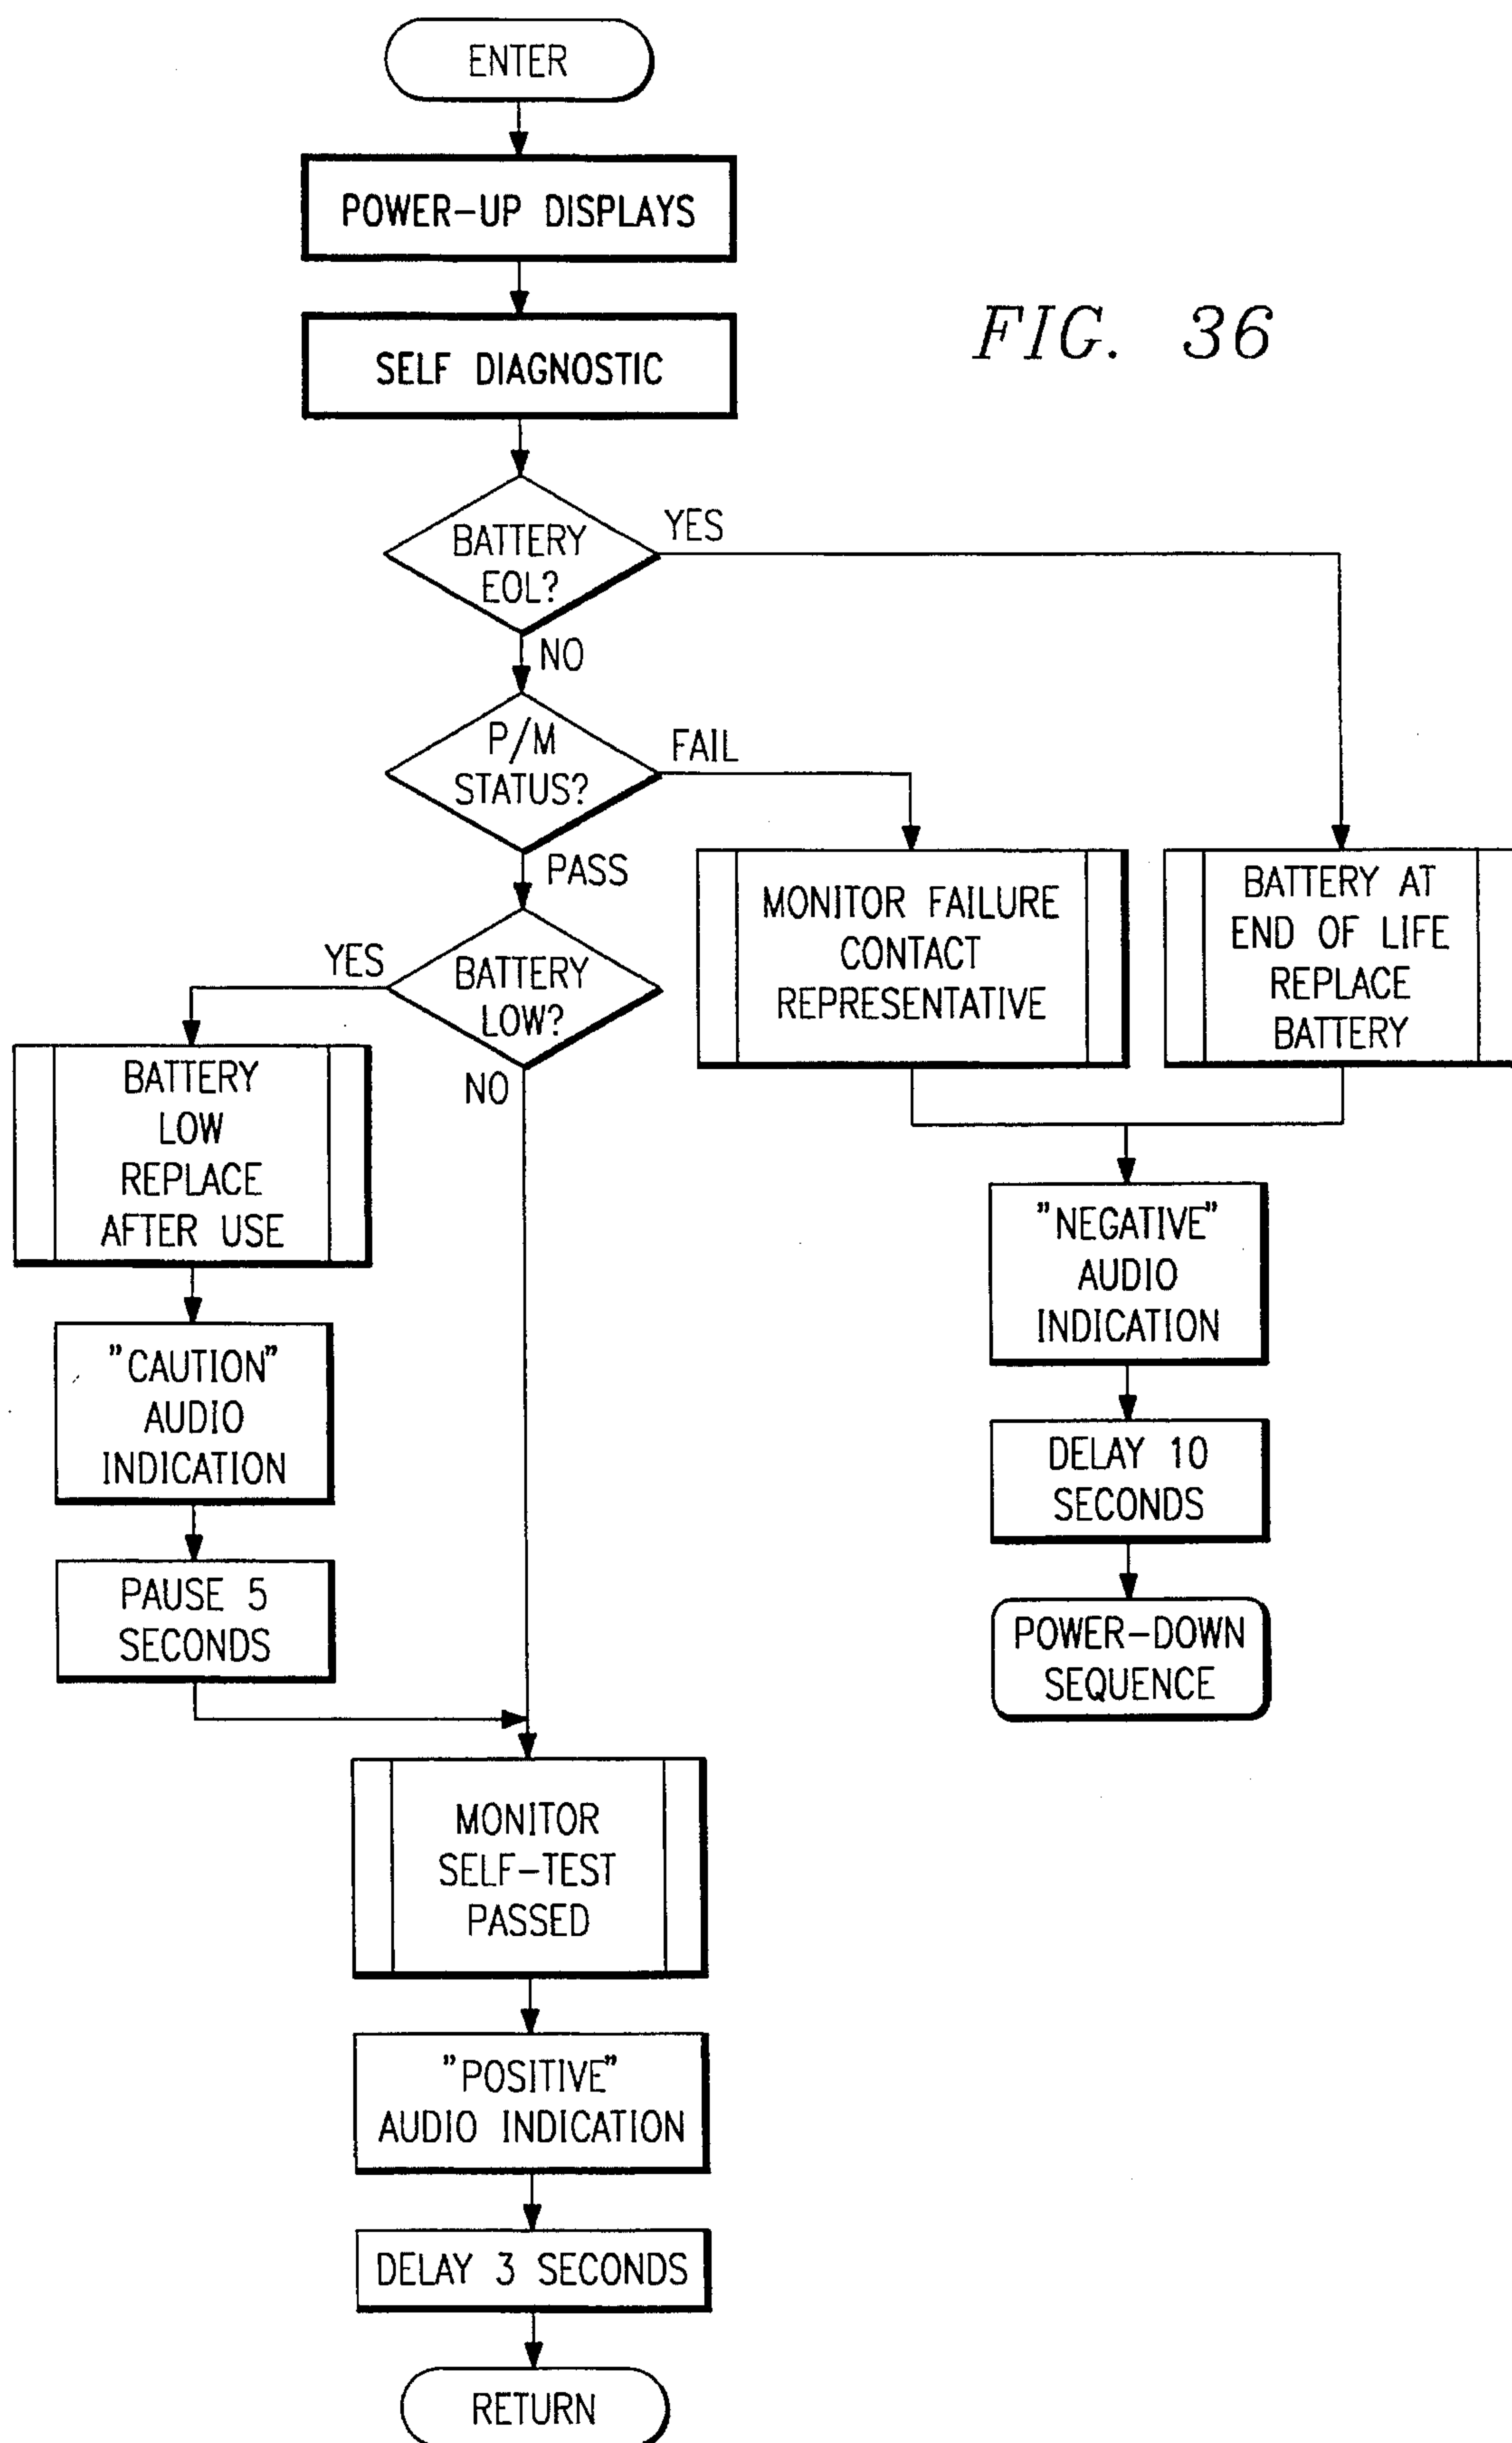 ENTER
POWER-UP DISPLAYS
FIG. 36
SELF DIAGNOSTIC
BATTERY
EOL?
YES
NO
P/M
STATUS?
FAIL
PASS
MONITOR FAILURE
CONTACT
REPRESENTATIVE
BATTERY AT
END OF LIFE
REPLACE
BATTERY
YES
BATTERY
LOW?
NO
BATTERY
LOW
REPLACE
AFTER USE
"NEGATIVE"
AUDIO
INDICATION
"CAUTION"
AUDIO
INDICATION
DELAY 10
SECONDS
PAUSE 5
SECONDS
POWER-DOWN
SEQUENCE
MONITOR
SELF-TEST
PASSED
"POSITIVE"
AUDIO INDICATION
DELAY 3 SECONDS
RETURN